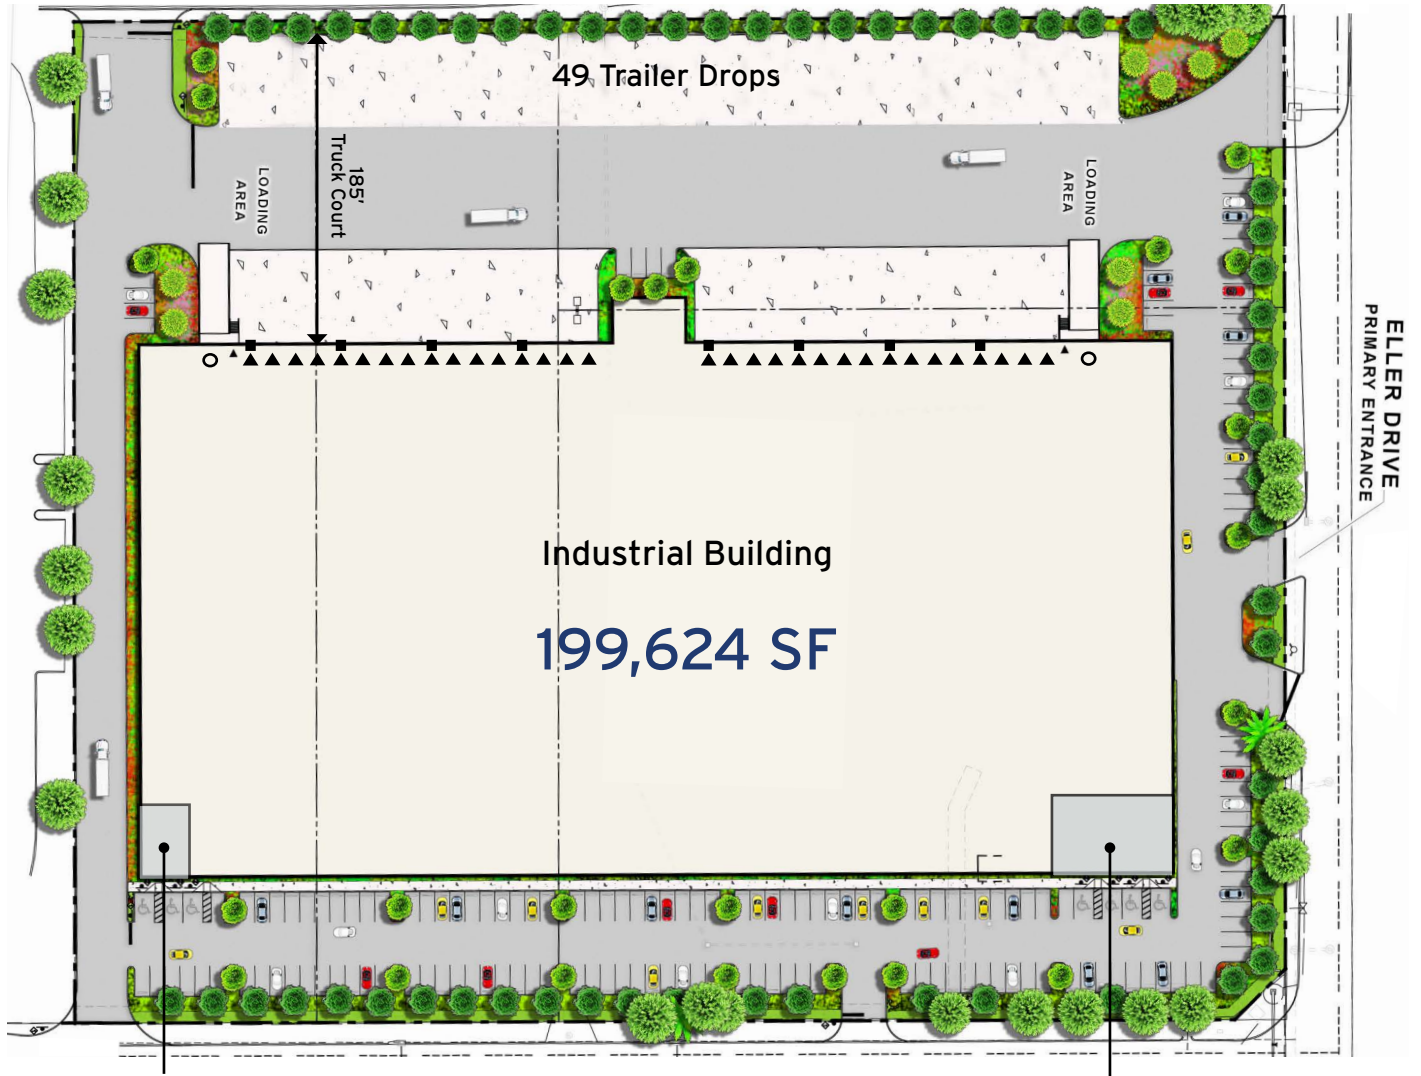 49 Trailer Drops
185'
Truck Court
LOADING
AREA
LOADING
AREA
ELLER DRIVE
PRIMARY ENTRANCE
Industrial Building
199,624 SF